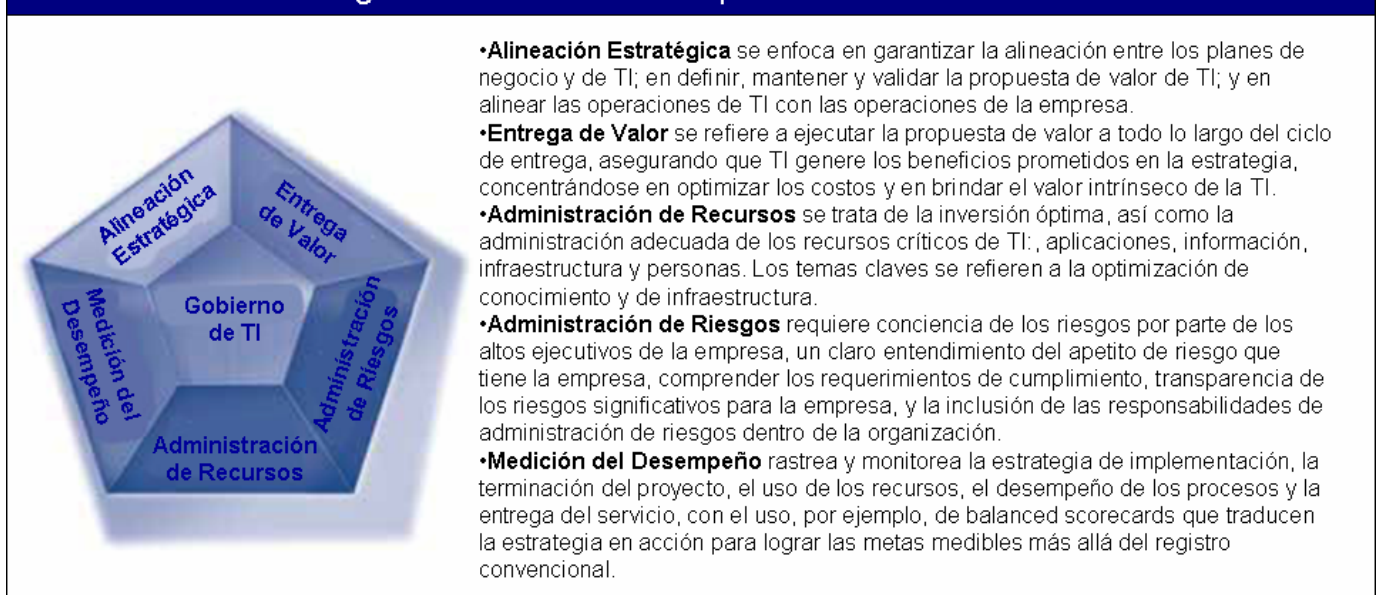 •Alineación Estratégica se enfoca en garantizar la alineación entre los planes de
negocio y de TI; en definir, mantener y validar la propuesta de valor de TI; y en
alinear las operaciones de TI con las operaciones de la empresa.
•Entrega de Valor se refiere a ejecutar la propuesta de valor a todo lo largo del ciclo
de entrega, asegurando que TI genere los beneficios prometidos en la estrategia,
concentrándose en optimizar los costos y en brindar el valor intrínseco de la TI.
•Administración de Recursos se trata de la inversión óptima, así como la
administración adecuada de los recursos críticos de TI:, aplicaciones, información,
infraestructura y personas. Los temas claves se refieren a la optimización de
conocimiento y de infraestructura.
•Administración de Riesgos requiere conciencia de los riesgos por parte de los
altos ejecutivos de la empresa, un claro entendimiento del apetito de riesgo que
tiene la empresa, comprender los requerimientos de cumplimiento, transparencia de
los riesgos significativos para la empresa, y la inclusión de las responsabilidades de
administración de riesgos dentro de la organización.
•Medición del Desempeño rastrea y monitorea la estrategia de implementación, la
terminación del proyecto, el uso de los recursos, el desempeño de los procesos y la
entrega del servicio, con el uso, por ejemplo, de balanced scorecards que traducen
la estrategia en acción para lograr las metas medibles más allá del registro
convencional.
Alineación
Estratégica
Entrega
de Valor
Medición del
Desempeño
Gobierno
de TI
Administración
de Riesgos
Administración
de Recursos